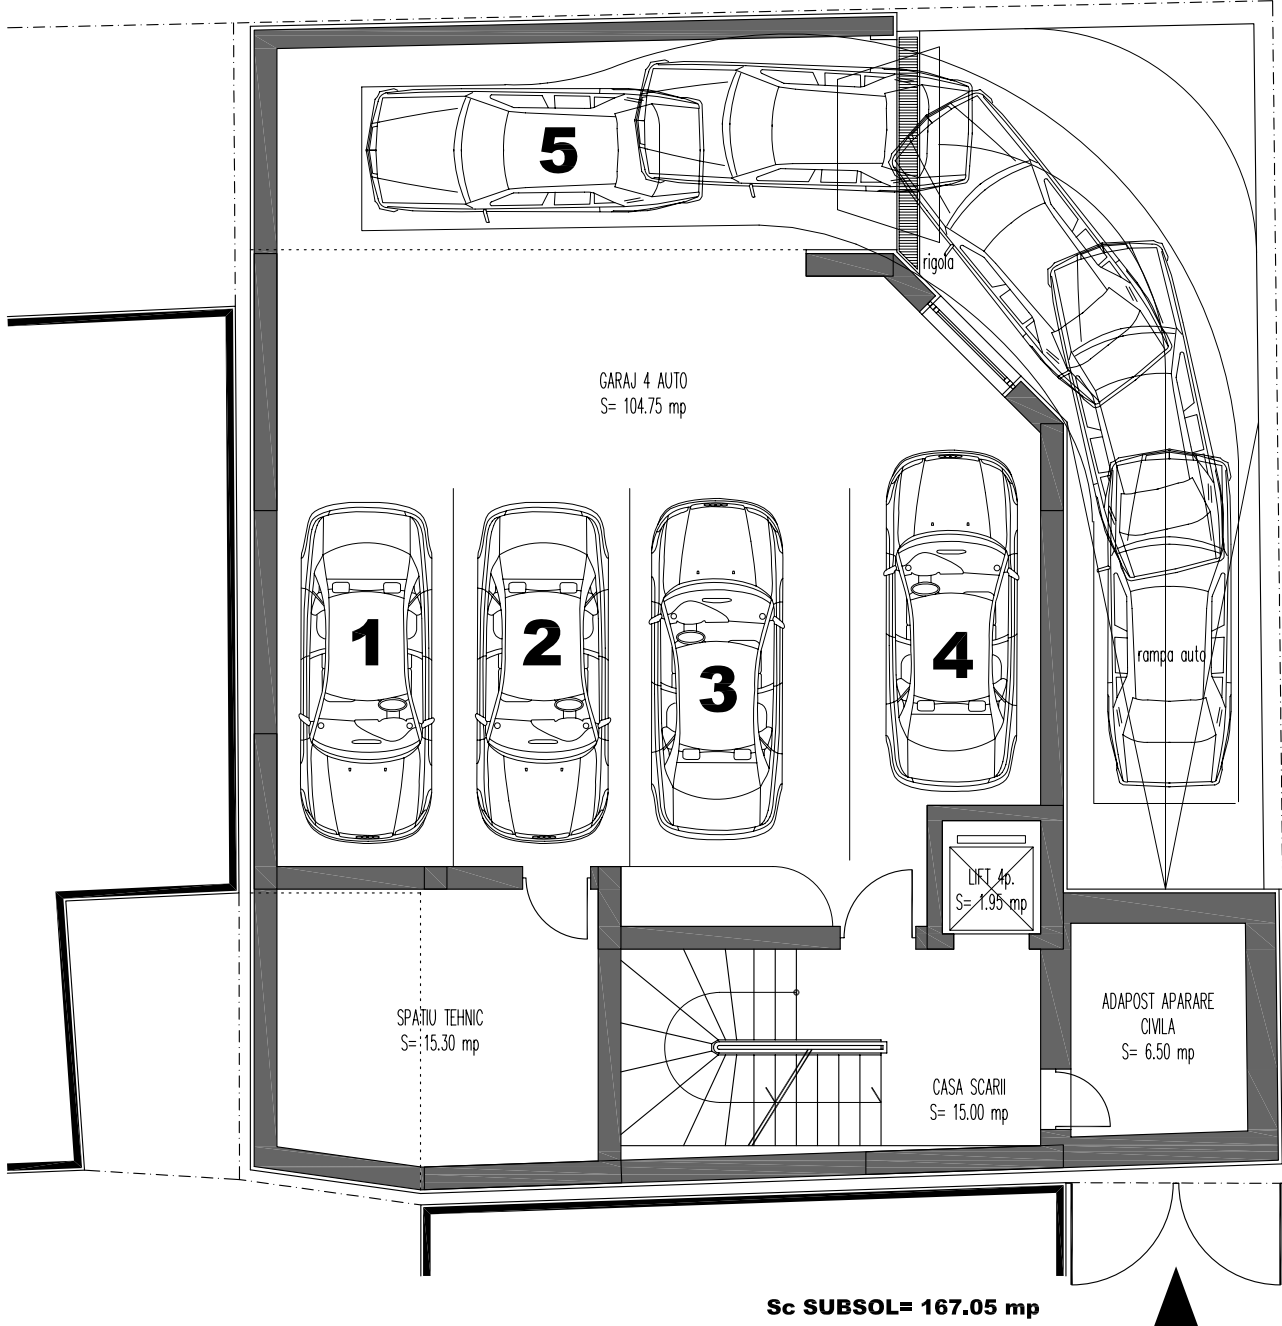 5
rigola
GARAJ 4 AUTO
S= 104.75 mp
1
2
3
4
rampa auto
LIFT 4p.
S= 1.95 mp
SPATIU TEHNIC
S= 15.30 mp
ADAPOST APARARE
CIVILA
S= 6.50 mp
CASA SCARII
S= 15.00 mp
Sc SUBSOL= 167.05 mp